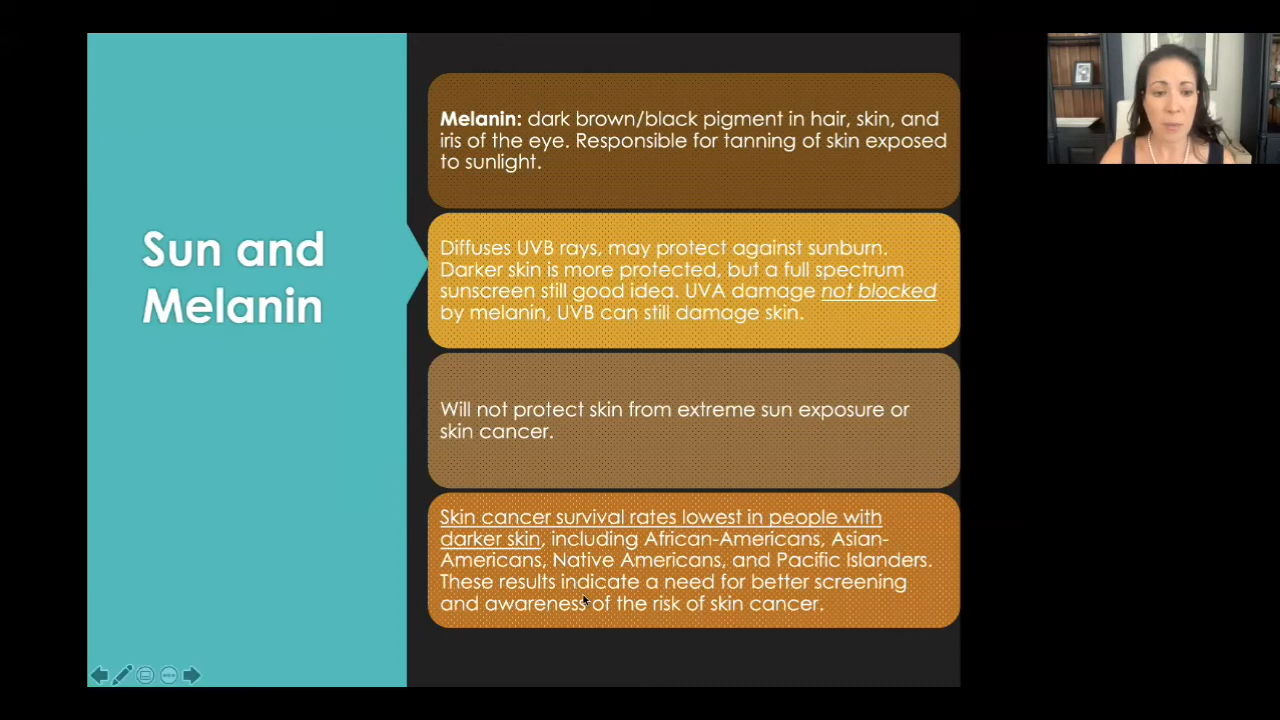 Sun and
Melanin
Melanin: dark brown/black pigment in hair, skin, and
iris of the eye. Responsible for tanning of skin exposed
to sunlight.
Diffuses UVB rays, may protect against sunburn.
Darker skin is more protected, but a full spectrum
sunscreen still good idea. UVA damage not blocked
by melanin, UVB can still damage skin.
Will not protect skin from extreme sun exposure or
skin cancer.
Skin cancer survival rates lowest in people with
darker skin, including African-Americans, Asian-
Americans, Native Americans, and Pacific Islanders.
These results indicate a need for better screening
and awareness of the risk of skin cancer.